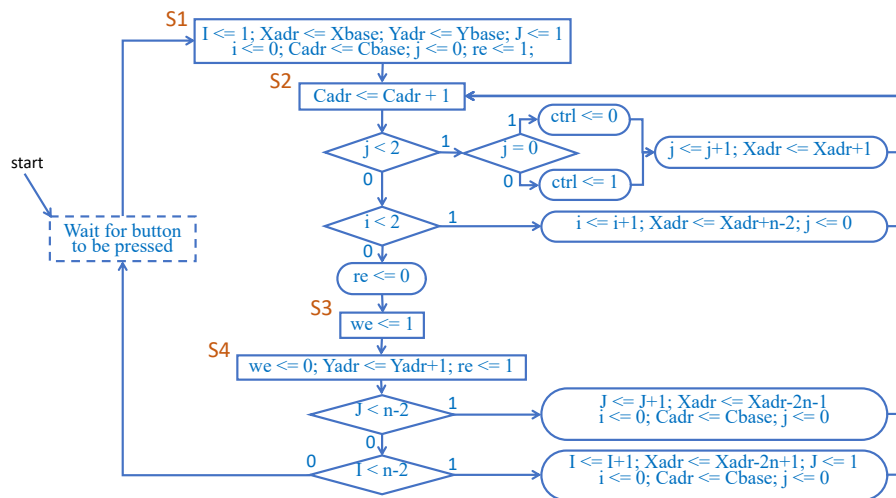 S1
I <= 1; Xadr <= Xbase; Yadr <= Ybase; J <= 1
i <= 0; Cadr <= Cbase; j <= 0; re <= 1;
S2
Cadr <= Cadr + 1
j < 2
1
0
j = 0
1
0
ctrl <= 0
ctrl <= 1
j <= j+1; Xadr <= Xadr+1
start
Wait for button
to be pressed
i < 2
1
0
i <= i+1; Xadr <= Xadr+n-2; j <= 0
re <= 0
S3
we <= 1
S4
we <= 0; Yadr <= Yadr+1; re <= 1
J < n-2
1
0
J <= J+1; Xadr <= Xadr-2n-1
i <= 0; Cadr <= Cbase; j <= 0
I < n-2
0
1
I <= I+1; Xadr <= Xadr-2n+1; J <= 1
i <= 0; Cadr <= Cbase; j <= 0